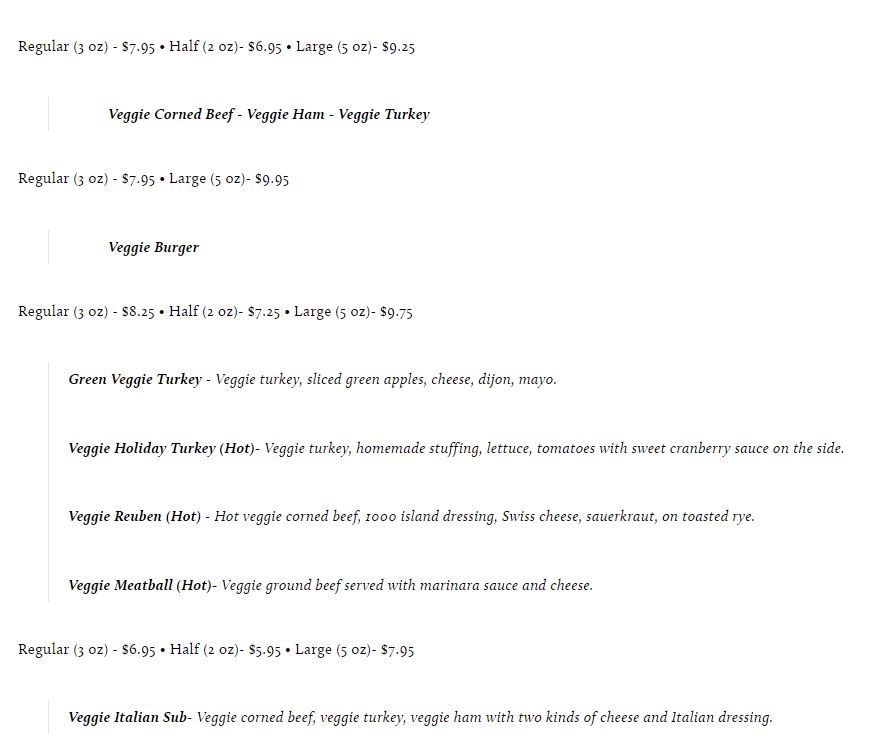 Regular (3 oz) - $7.95 • Half (2 oz)- $6.95 • Large (5 oz)- $9.25
Veggie Corned Beef - Veggie Ham - Veggie Turkey
Regular (3 oz) - $7.95 • Large (5 oz)- $9.95
Veggie Burger
Regular (3 oz) - $8.25 • Half (2 oz)- $7.25 • Large (5 oz)- $9.75
Green Veggie Turkey - Veggie turkey, sliced green apples, cheese, dijon, mayo.
Veggie Holiday Turkey (Hot)- Veggie turkey, homemade stuffing, lettuce, tomatoes with sweet cranberry sauce on the side.
Veggie Reuben (Hot) - Hot veggie corned beef, 1000 island dressing, Swiss cheese, sauerkraut, on toasted rye.
Veggie Meatball (Hot)- Veggie ground beef served with marinara sauce and cheese.
Regular (3 oz) - $6.95 • Half (2 oz)- $5.95 • Large (5 oz)- $7.95
Veggie Italian Sub- Veggie corned beef, veggie turkey, veggie ham with two kinds of cheese and Italian dressing.